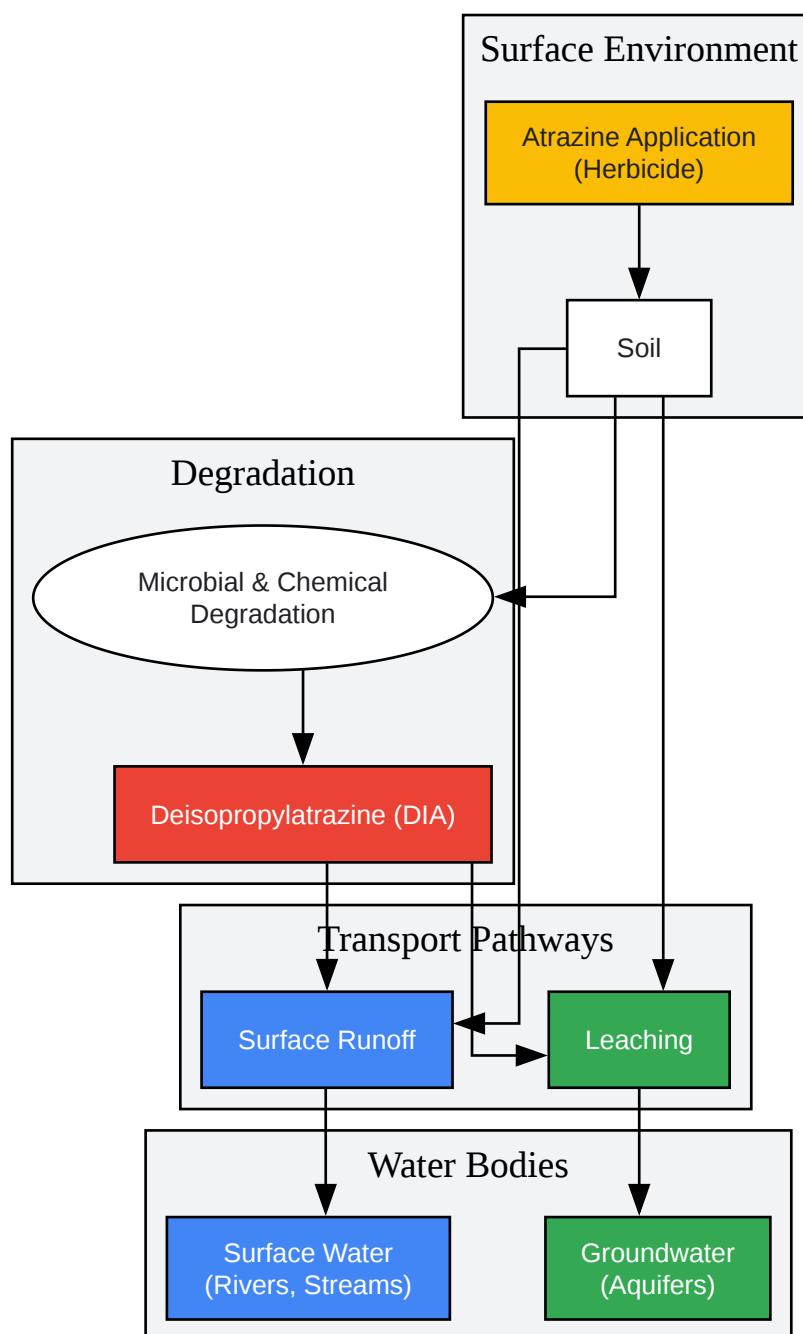 Surface Environment
Atrazine Application
(Herbicide)
Soil
Degradation
Microbial & Chemical
Degradation
Deisopropylatrazine (DIA)
Transport Pathways
Surface Runoff
Leaching
Water Bodies
Surface Water
(Rivers, Streams)
Groundwater
(Aquifers)